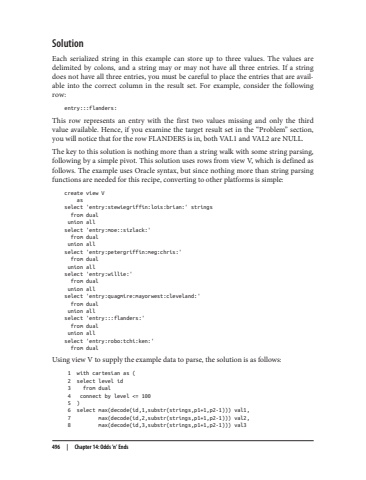 Solution
Each serialized string in this example can store up to three values. The values are
delimited by colons, and a string may or may not have all three entries. If a string
does not have all three entries, you must be careful to place the entries that are avail-
able into the correct column in the result set. For example, consider the following
row:
entry:::flanders:
This row represents an entry with the first two values missing and only the third
value available. Hence, if you examine the target result set in the “Problem” section,
you will notice that for the row FLANDERS is in, both VAL1 and VAL2 are NULL.
The key to this solution is nothing more than a string walk with some string parsing,
following by a simple pivot. This solution uses rows from view V, which is defined as
follows. The example uses Oracle syntax, but since nothing more than string parsing
functions are needed for this recipe, converting to other platforms is simple:
create view V
as
select 'entry:stewiegriffin:lois:brian:' strings
from dual
union all
select 'entry:moe::sizlack:'
from dual
union all
select 'entry:petergriffin:meg:chris:'
from dual
union all
select 'entry:willie:'
from dual
union all
select 'entry:quagmire:mayorwest:cleveland:'
from dual
union all
select 'entry:::flanders:'
from dual
union all
select 'entry:robo:tchi:ken:'
from dual
Using view V to supply the example data to parse, the solution is as follows:
1 with cartesian as (
2 select level id
3 from dual
4 connect by level <= 100
5 )
6 select max(decode(id,1,substr(strings,p1+1,p2-1))) val1,
7 max(decode(id,2,substr(strings,p1+1,p2-1))) val2,
8 max(decode(id,3,substr(strings,p1+1,p2-1))) val3
496 | Chapter 14: Odds 'n' Ends